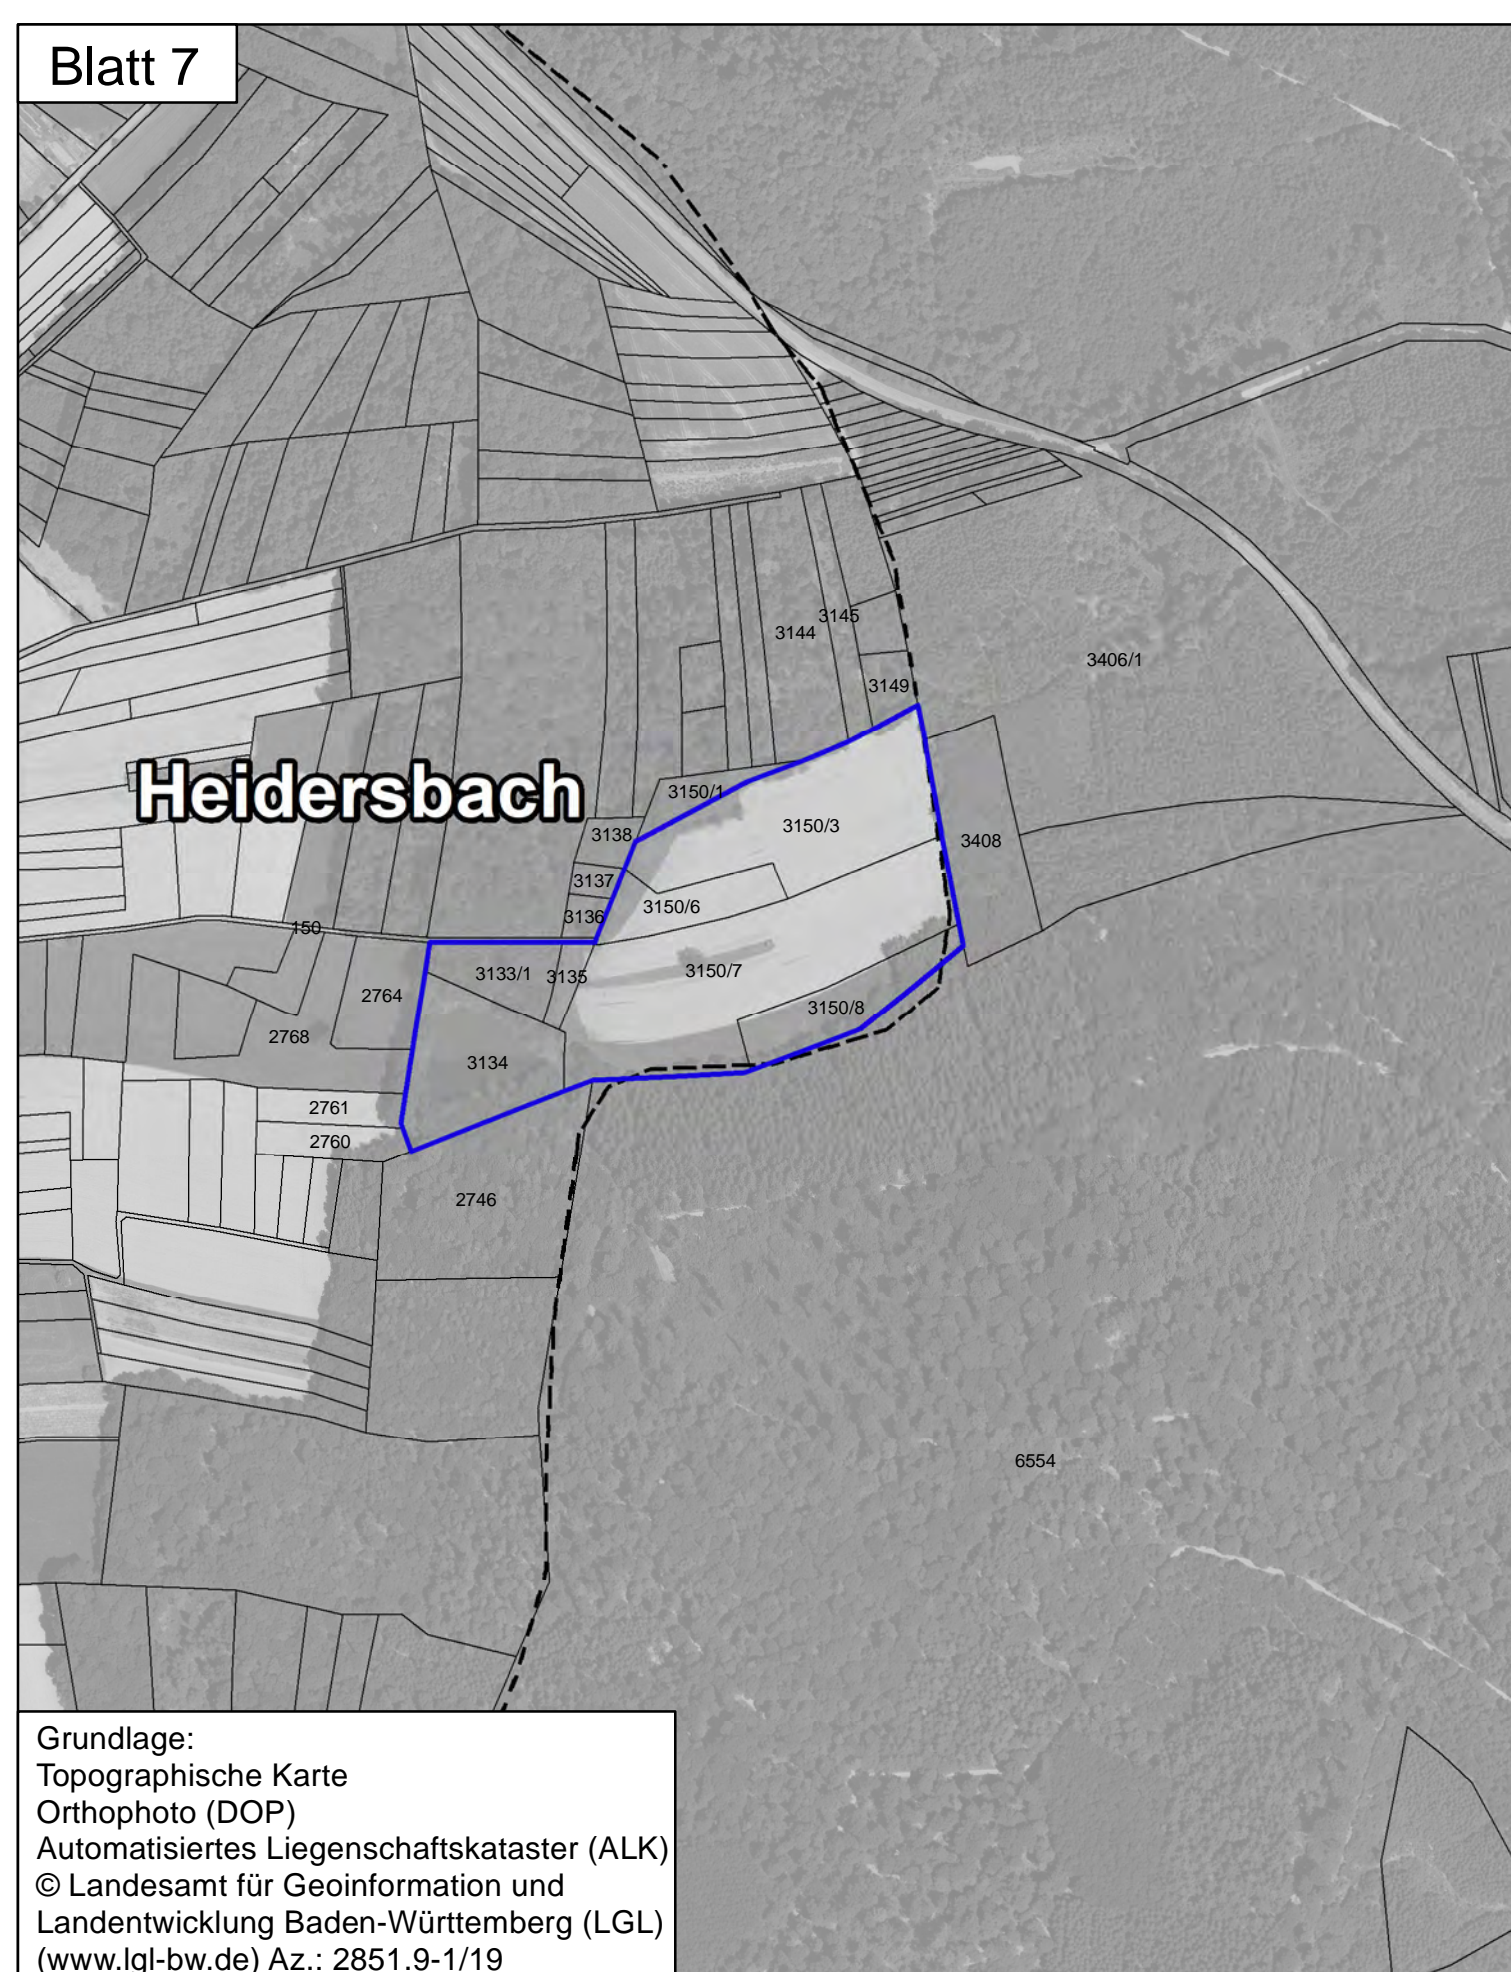 Blatt 7
3145
3144
3406/1
3149
Heidersbach
3150/1
3150/3
3138
3408
3137
3150/6
3136
150
3150/7
3133/1
3135
2764
3150/8
2768
3134
2761
2760
2746
6554
Grundlage:
Topographische Karte
Orthophoto (DOP)
Automatisiertes Liegenschaftskataster (ALK)
© Landesamt für Geoinformation und
Landentwicklung Baden-Württemberg (LGL)
(www.lgl-bw.de) Az.: 2851.9-1/19